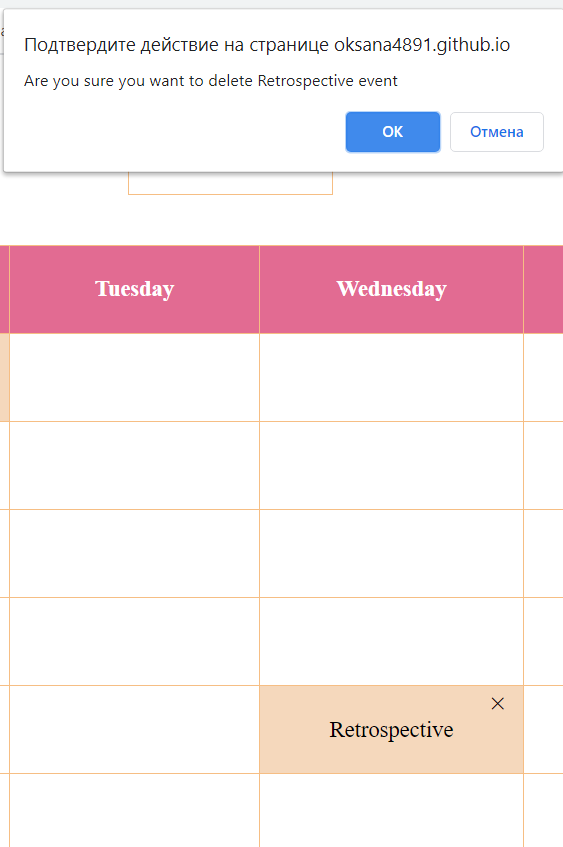 Подтвердите действие на странице oksana4891.github.io
Are you sure you want to delete Retrospective event
ОК
Отмена
Tuesday
Wednesday
Retrospective